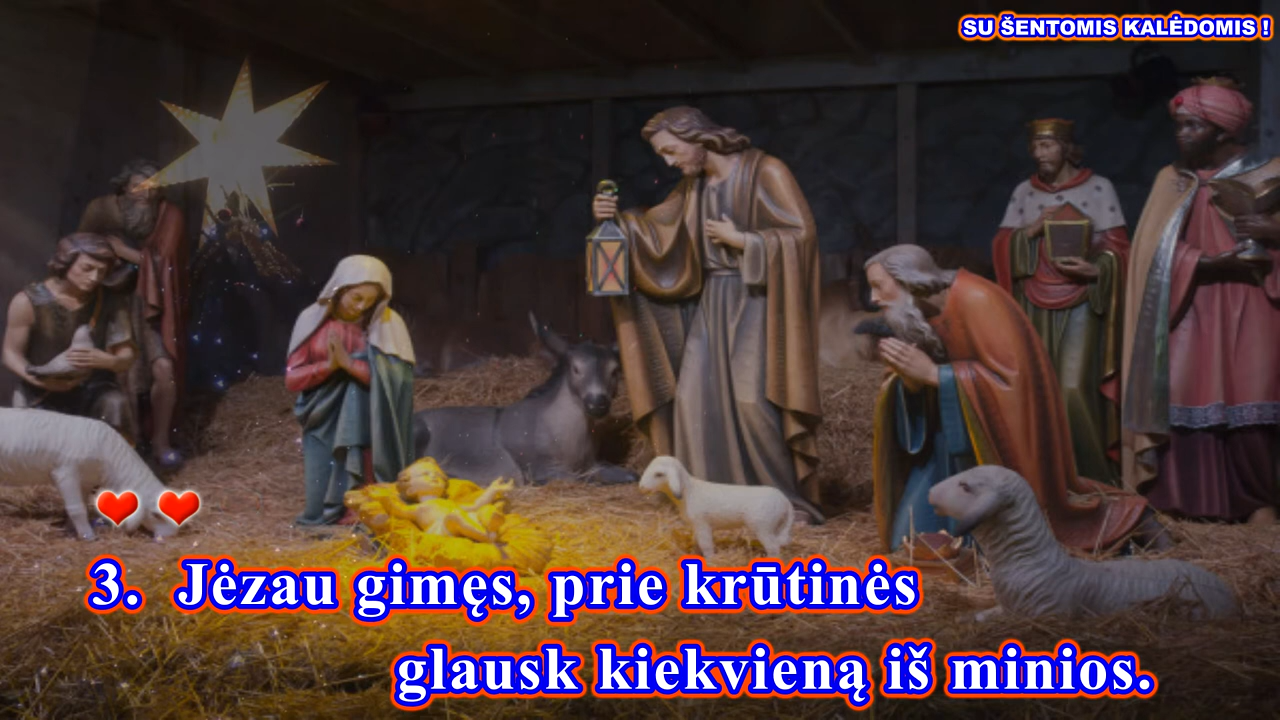 SU ŠENTOMIS KALĖDOMIS !
3. Jėzau gimęs, prie krūtinės
glausk kiekvieną iš minios.